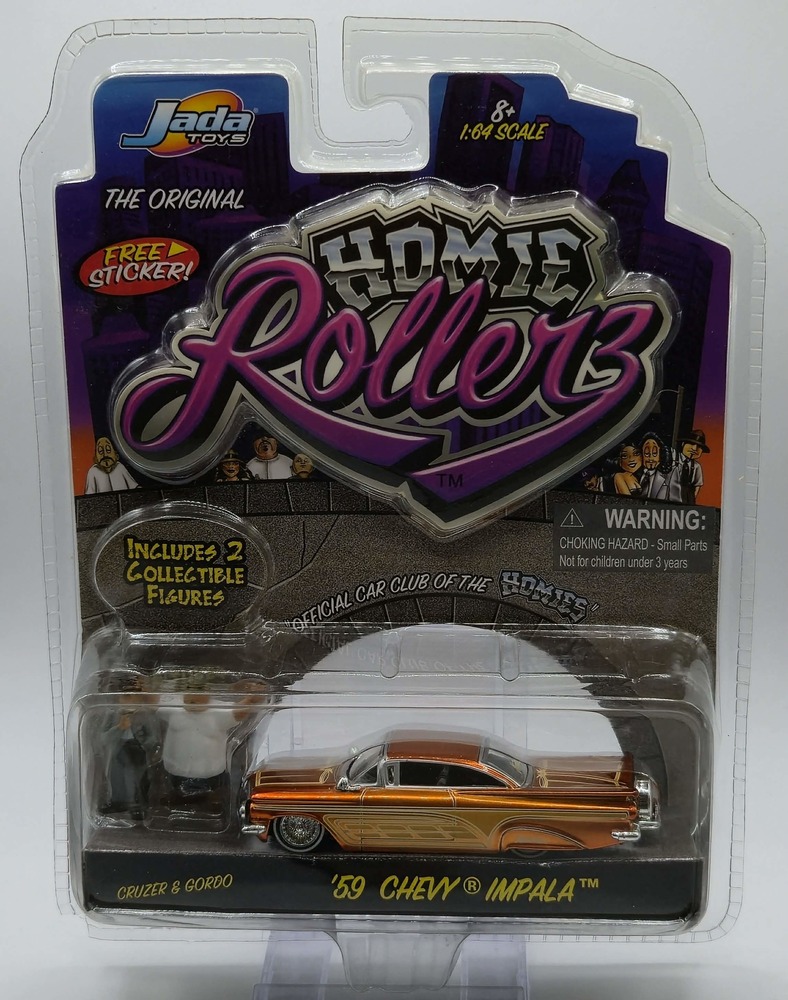 Jada®
TOYS
8+
1:64 SCALE
THE ORIGINAL
FREE
STICKER!
HOMIE
Rollerz
TM
WARNING:
CHOKING HAZARD - Small Parts
Not for children under 3 years
INCLUDES 2
COLLECTIBLE
FIGURES
"OFFICIAL CAR CLUB OF THE HOMIES"
CRUZER & GORDO
'59 CHEVY® IMPALA™